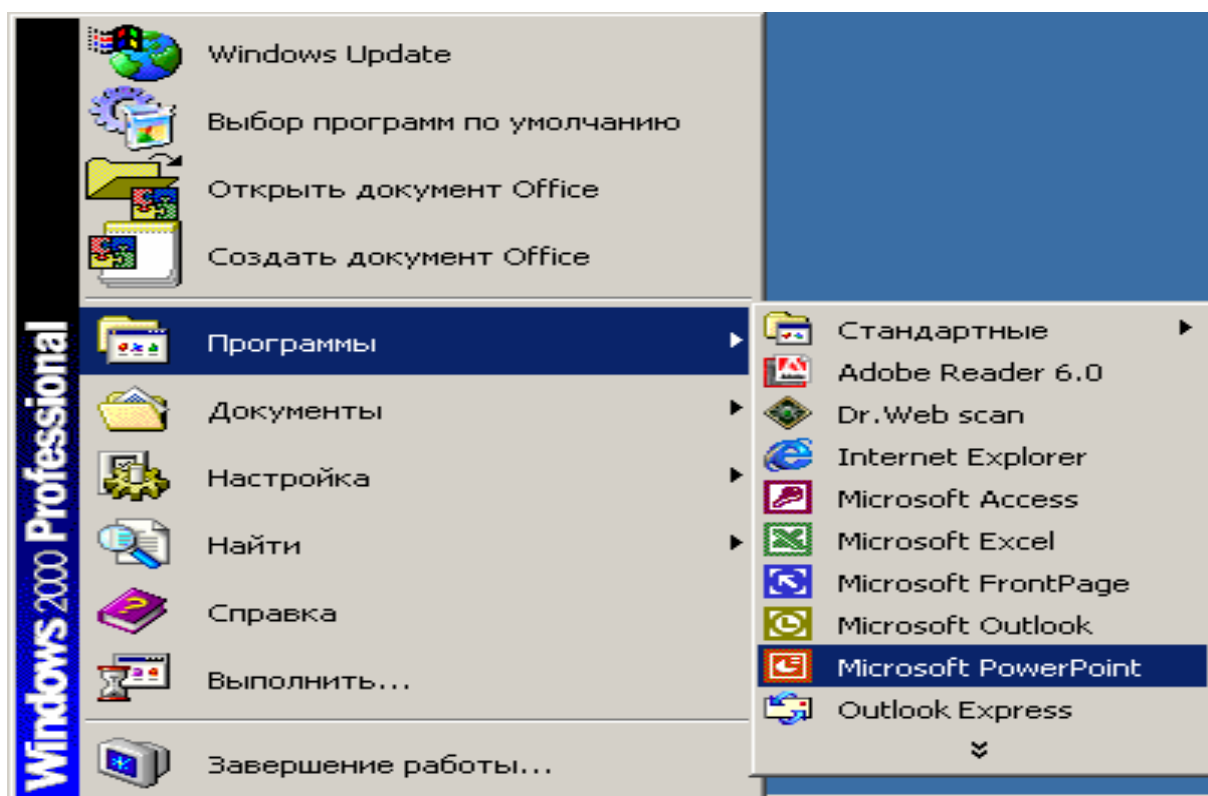 Windows 2000 Professional
Windows Update
Выбор программ по умолчанию
Открыть документ Office
Создать документ Office
Программы
Документы
Настройка
Найти
Справка
Выполнить...
Завершение работы...
Стандартные
Adobe Reader 6.0
Dr.Web scan
Internet Explorer
Microsoft Access
Microsoft Excel
Microsoft FrontPage
Microsoft Outlook
Microsoft PowerPoint
Outlook Express